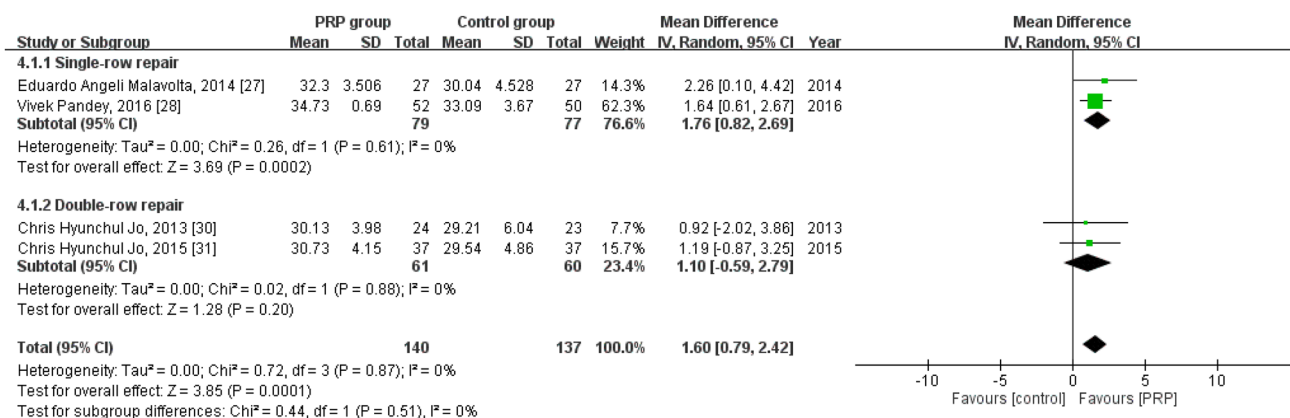 PRP group Control group Mean Difference Mean Difference
Study or Subgroup Mean SD Total Mean SD Total Weight IV, Random, 95% CI Year IV, Random, 95% CI
4.1.1 Single-row repair
Eduardo Angeli Malavolta, 2014 [27] 32.3 3.506 27 30.04 4.528 27 14.3% 2.26 [0.10, 4.42] 2014
Vivek Pandey, 2016 [28] 34.73 0.69 52 33.09 3.67 50 62.3% 1.64 [0.61, 2.67] 2016
Subtotal (95% CI) 79 77 76.6% 1.76 [0.82, 2.69]
Heterogeneity: Tau² = 0.00; Chi² = 0.26, df = 1 (P = 0.61); I² = 0%
Test for overall effect: Z = 3.69 (P = 0.0002)
4.1.2 Double-row repair
Chris Hyunchul Jo, 2013 [30] 30.13 3.98 24 29.21 6.04 23 7.7% 0.92 [-2.02, 3.86] 2013
Chris Hyunchul Jo, 2015 [31] 30.73 4.15 37 29.54 4.86 37 15.7% 1.19 [-0.87, 3.25] 2015
Subtotal (95% CI) 61 60 23.4% 1.10 [-0.59, 2.79]
Heterogeneity: Tau² = 0.00; Chi² = 0.02, df = 1 (P = 0.88); I² = 0%
Test for overall effect: Z = 1.28 (P = 0.20)
Total (95% CI) 140 137 100.0% 1.60 [0.79, 2.42]
Heterogeneity: Tau² = 0.00; Chi² = 0.72, df = 3 (P = 0.87); I² = 0%
Test for overall effect: Z = 3.85 (P = 0.0001)
Test for subgroup differences: Chi² = 0.44, df = 1 (P = 0.51), I² = 0%
-10 -5 0 5 10
Favours [control] Favours [PRP]